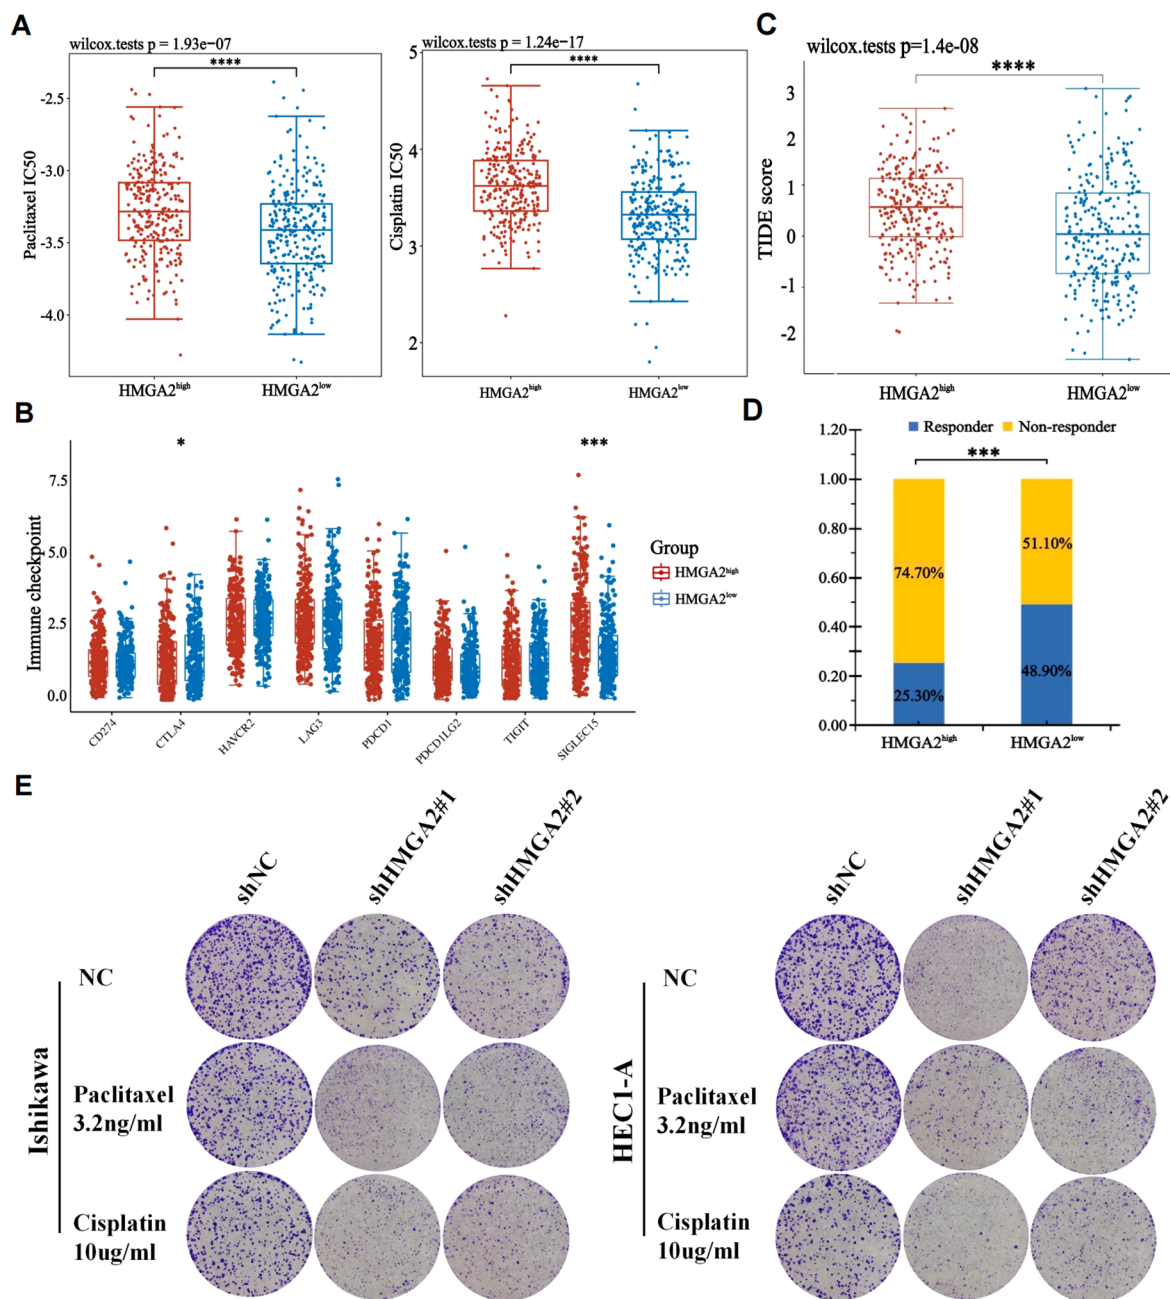 A
wilcox.tests p = 1.93e−07
****
Paclitaxel IC50
-2.5
-3.0
-3.5
-4.0
HMGA2high
HMGA2low
wilcox.tests p = 1.24e−17
****
Cisplatin IC50
5
4
3
2
HMGA2high
HMGA2low
C
wilcox.tests p=1.4e-08
****
TIDE score
3
2
1
0
-1
-2
HMGA2high
HMGA2low
B
*
***
Immune checkpoint
7.5
5.0
2.5
0.0
CD274
CTLA4
HAVCR2
LAG3
PDCD1
PDCD1LG2
TIGIT
SIGLEC15
Group
HMGA2high
HMGA2low
D
Responder
Non-responder
***
1.20
1.00
0.80
0.60
0.40
0.20
0.00
74.70%
25.30%
51.10%
48.90%
HMGA2high
HMGA2low
E
shNC
shHMGA2#1
shHMGA2#2
Ishikawa
NC
Paclitaxel
3.2ng/ml
Cisplatin
10ug/ml
shNC
shHMGA2#1
shHMGA2#2
HEC1-A
NC
Paclitaxel
3.2ng/ml
Cisplatin
10ug/ml